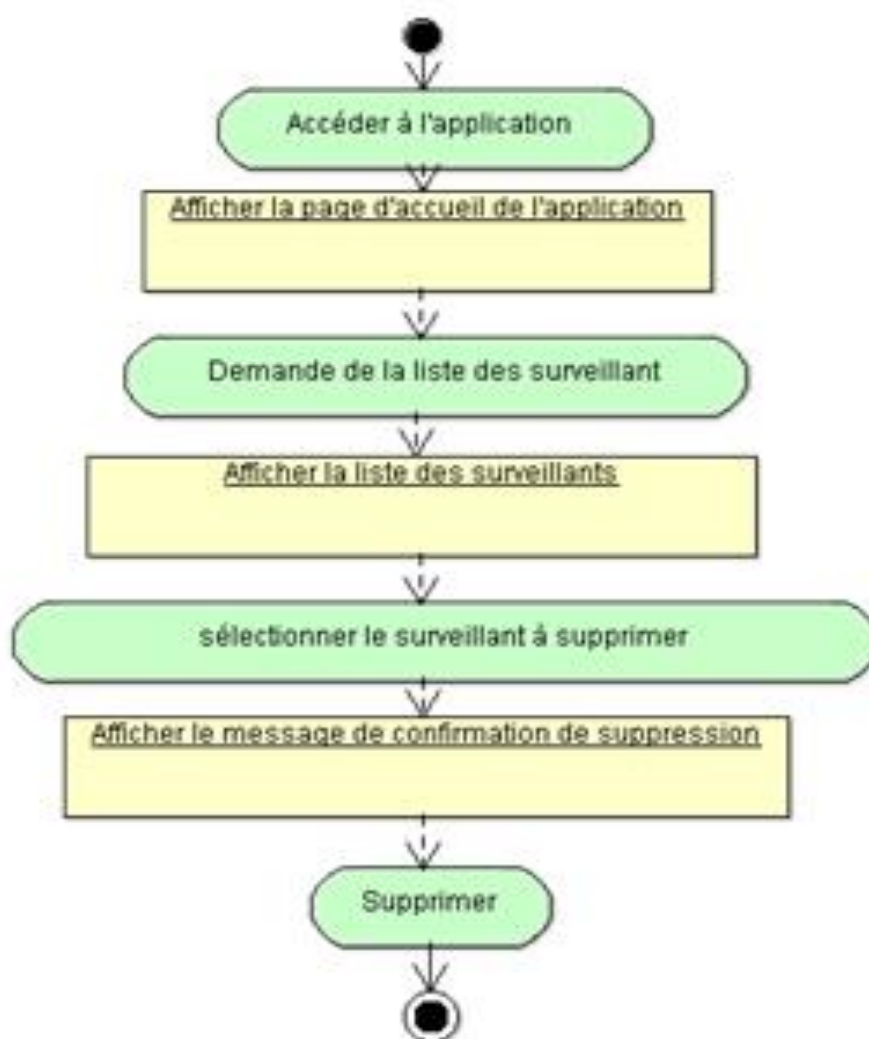 Accéder à l'application
Afficher la page d'accueil de l'application
Demande de la liste des surveillant
Afficher la liste des surveillants
sélectionner le surveillant à supprimer
Afficher le message de confirmation de suppression
Supprimer